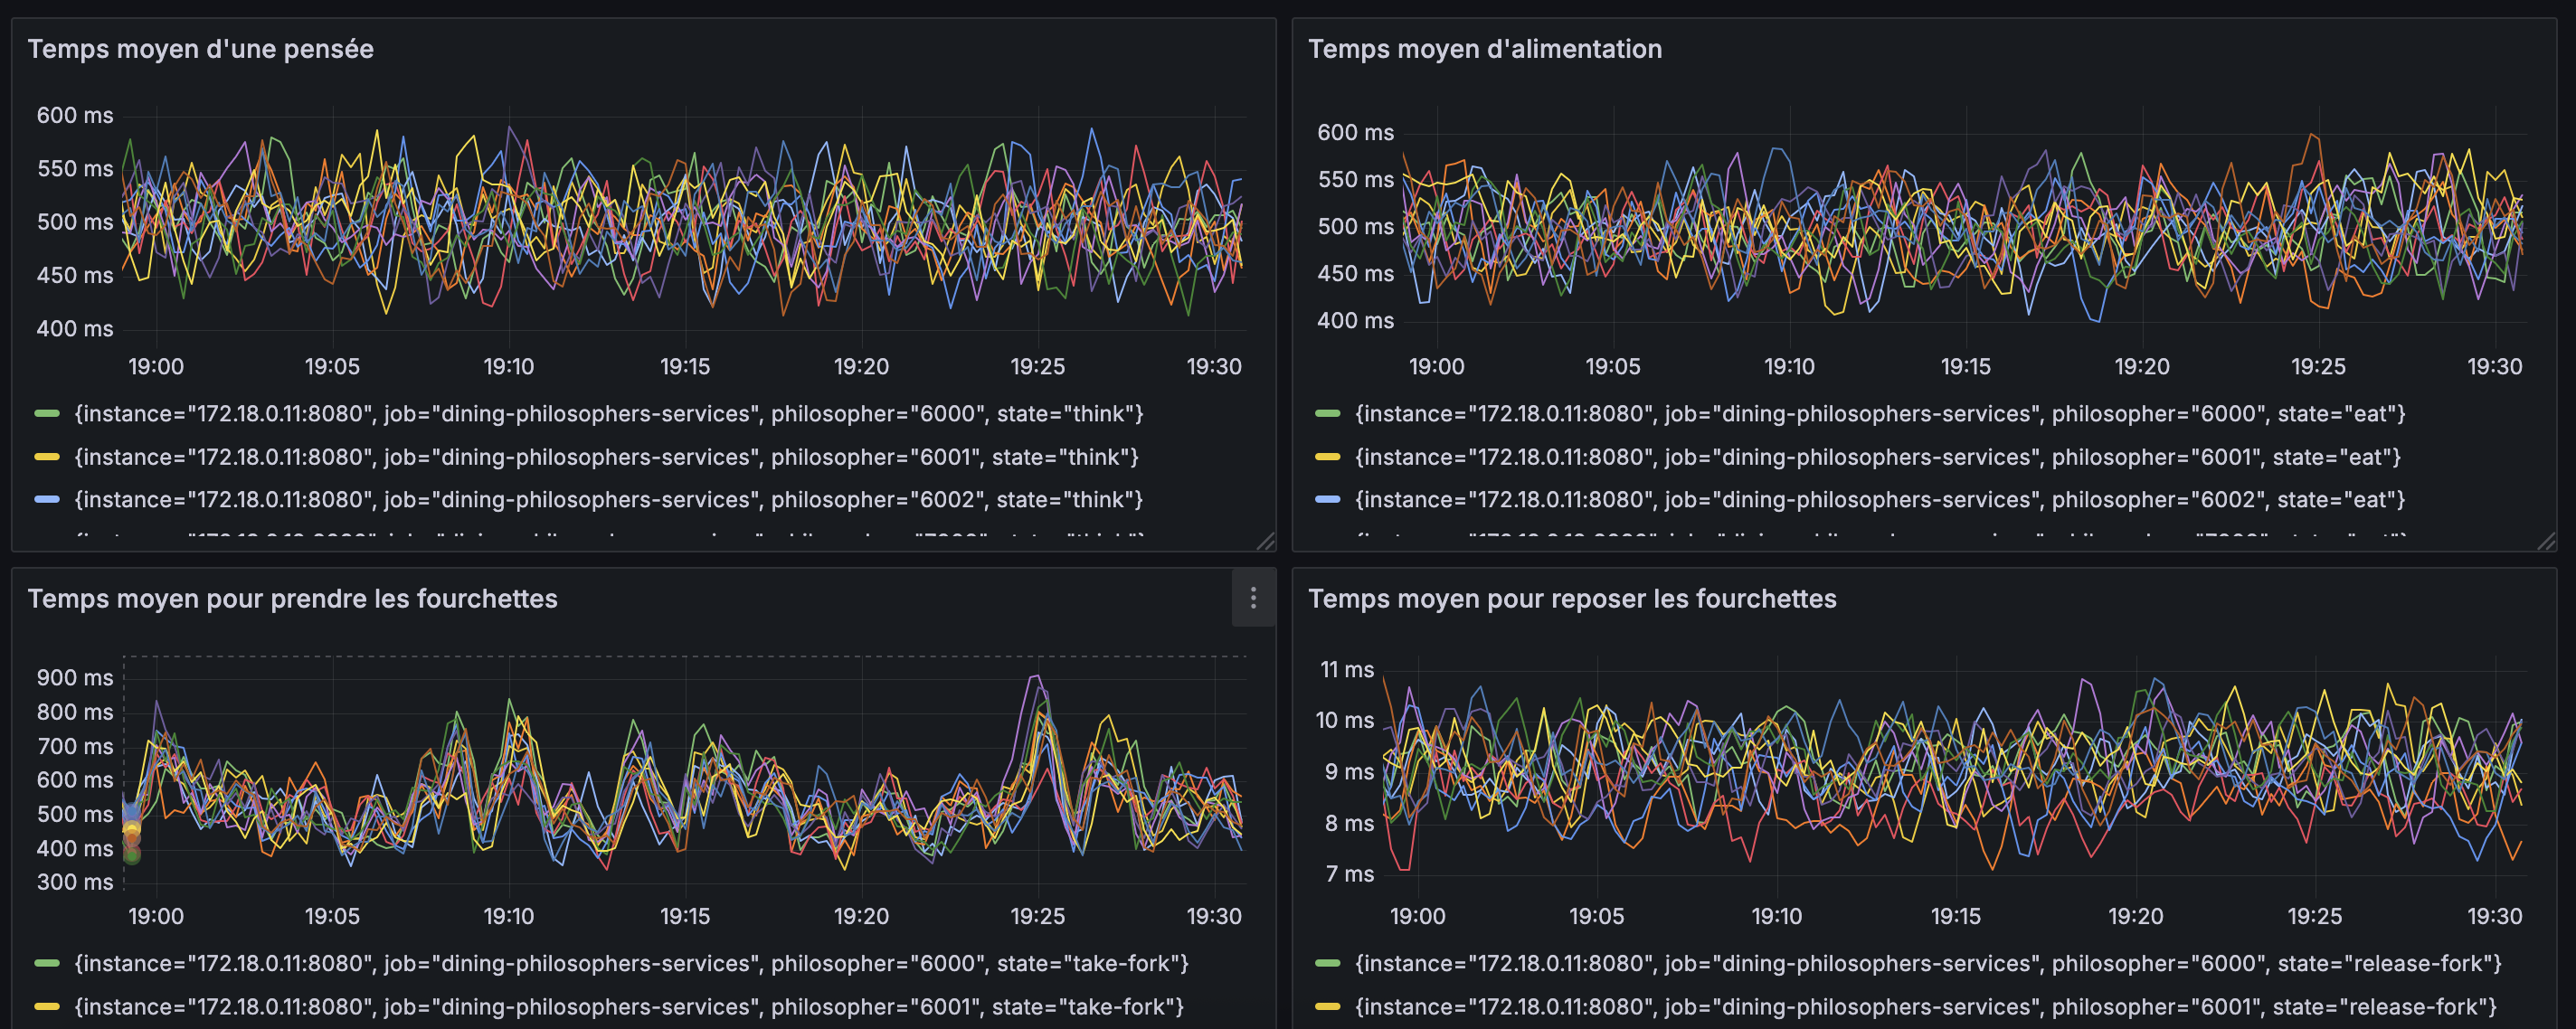 Temps moyen d'une pensée
600 ms
550 ms
500 ms
450 ms
400 ms
19:00 19:05 19:10 19:15 19:20 19:25 19:30
{instance="172.18.0.11:8080", job="dining-philosophers-services", philosopher="6000", state="think"}
{instance="172.18.0.11:8080", job="dining-philosophers-services", philosopher="6001", state="think"}
{instance="172.18.0.11:8080", job="dining-philosophers-services", philosopher="6002", state="think"}
Temps moyen d'alimentation
600 ms
550 ms
500 ms
450 ms
400 ms
19:00 19:05 19:10 19:15 19:20 19:25 19:30
{instance="172.18.0.11:8080", job="dining-philosophers-services", philosopher="6000", state="eat"}
{instance="172.18.0.11:8080", job="dining-philosophers-services", philosopher="6001", state="eat"}
{instance="172.18.0.11:8080", job="dining-philosophers-services", philosopher="6002", state="eat"}
Temps moyen pour prendre les fourchettes
900 ms
800 ms
700 ms
600 ms
500 ms
400 ms
300 ms
19:00 19:05 19:10 19:15 19:20 19:25 19:30
{instance="172.18.0.11:8080", job="dining-philosophers-services", philosopher="6000", state="take-fork"}
{instance="172.18.0.11:8080", job="dining-philosophers-services", philosopher="6001", state="take-fork"}
Temps moyen pour reposer les fourchettes
11 ms
10 ms
9 ms
8 ms
7 ms
19:00 19:05 19:10 19:15 19:20 19:25 19:30
{instance="172.18.0.11:8080", job="dining-philosophers-services", philosopher="6000", state="release-fork"}
{instance="172.18.0.11:8080", job="dining-philosophers-services", philosopher="6001", state="release-fork"}